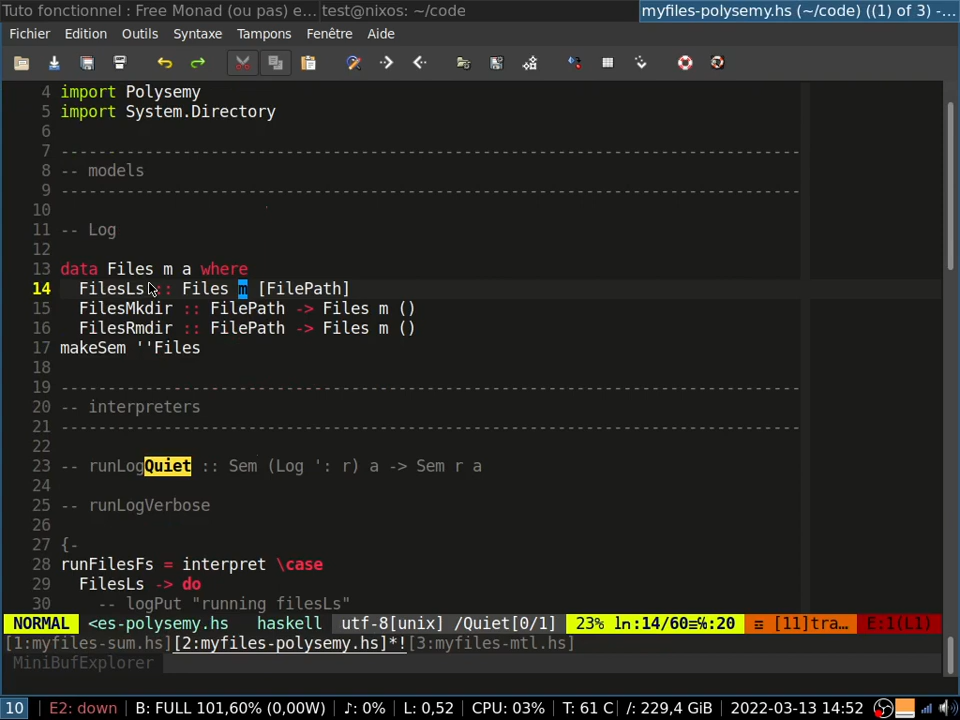 Tuto fonctionnel : Free Monad (ou pas) e... test@nixos: ~/code myfiles-polysemy.hs (~/code) ((1) of 3) -...
Fichier Edition Outils Syntaxe Tampons Fenêtre Aide
4 import Polysemy
5 import System.Directory
6
7 --------------------------------------------------------------------------------
8 -- models
9 --------------------------------------------------------------------------------
10
11 -- Log
12
13 data Files m a where
14 FilesLs :: Files m [FilePath]
15 FilesMkdir :: FilePath -> Files m ()
16 FilesRmdir :: FilePath -> Files m ()
17 makeSem ''Files
18
19 --------------------------------------------------------------------------------
20 -- interpreters
21 --------------------------------------------------------------------------------
22
23 -- runLogQuiet :: Sem (Log ': r) a -> Sem r a
24
25 -- runLogVerbose
26
27 {-
28 runFilesFs = interpret \case
29 FilesLs -> do
30 -- logPut "running filesLs"
NORMAL <es-polysemy.hs haskell utf-8[unix] /Quiet[0/1] 23% ln:14/60≡℅:20 ≡ [11]tra… E:1(L1)
[1:myfiles-sum.hs][2:myfiles-polysemy.hs]*![3:myfiles-mtl.hs]
MiniBufExplorer
10 E2: down B: FULL 101,60% (0,00W) ♪: 0% L: 0,52 CPU: 03% T: 61 C /: 229,4 GiB 2022-03-13 14:52